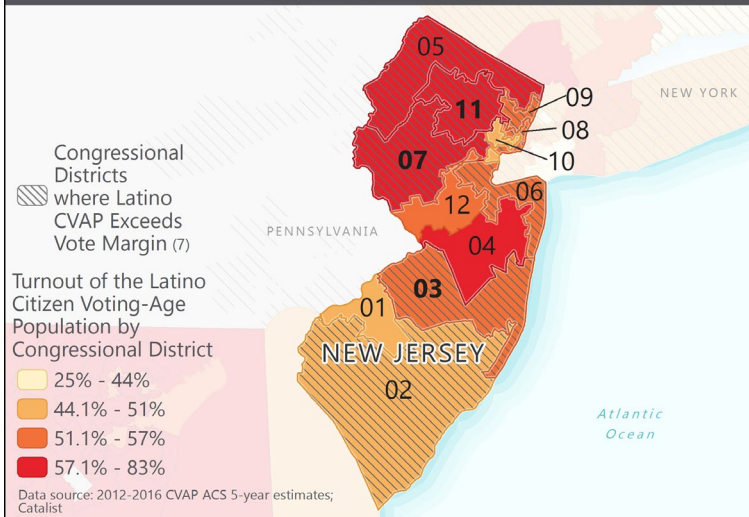 05
09
NEW YORK
11
08
10
07
Congressional
Districts
where Latino
CVAP Exceeds
Vote Margin (7)
06
12
PENNSYLVANIA
04
Turnout of the Latino
Citizen Voting-Age
Population by
Congressional District
03
01
NEW JERSEY
25% - 44%
02
44.1% - 51%
Atlantic
Ocean
51.1% - 57%
57.1% - 83%
Data source: 2012-2016 CVAP ACS 5-year estimates;
Catalist